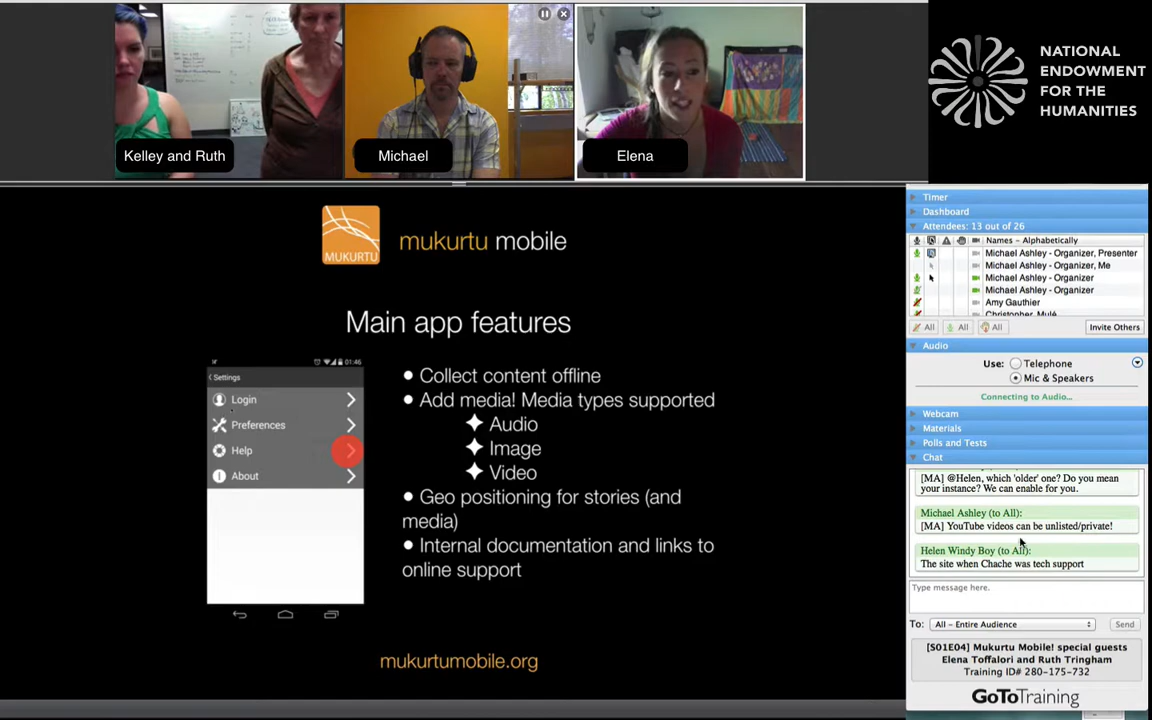 Kelley and Ruth
Michael
Elena
NATIONAL
ENDOWMENT
FOR THE
HUMANITIES
MUKURTU
mukurtu mobile
Main app features
01:46
Settings
Login
Preferences
Help
About
• Collect content offline
• Add media! Media types supported
✦ Audio
✦ Image
✦ Video
• Geo positioning for stories (and
media)
• Internal documentation and links to
online support
mukurtumobile.org
Timer
Dashboard
Attendees: 13 out of 26
Names - Alphabetically
Michael Ashley - Organizer, Presenter
Michael Ashley - Organizer, Me
Michael Ashley - Organizer
Michael Ashley - Organizer
Amy Gauthier
Christopher, Mulé
All
All
All
Invite Others
Audio
Use:
Telephone
Mic & Speakers
Connecting to Audio...
Webcam
Materials
Polls and Tests
Chat
[MA] @Helen, which 'older' one? Do you mean
your instance? We can enable for you.
Michael Ashley (to All):
[MA] YouTube videos can be unlisted/private!
Helen Windy Boy (to All):
The site when Chache was tech support
Type message here.
To:
All - Entire Audience
Send
[S01E04] Mukurtu Mobile! special guests
Elena Toffalori and Ruth Tringham
Training ID# 280-175-732
GoToTraining